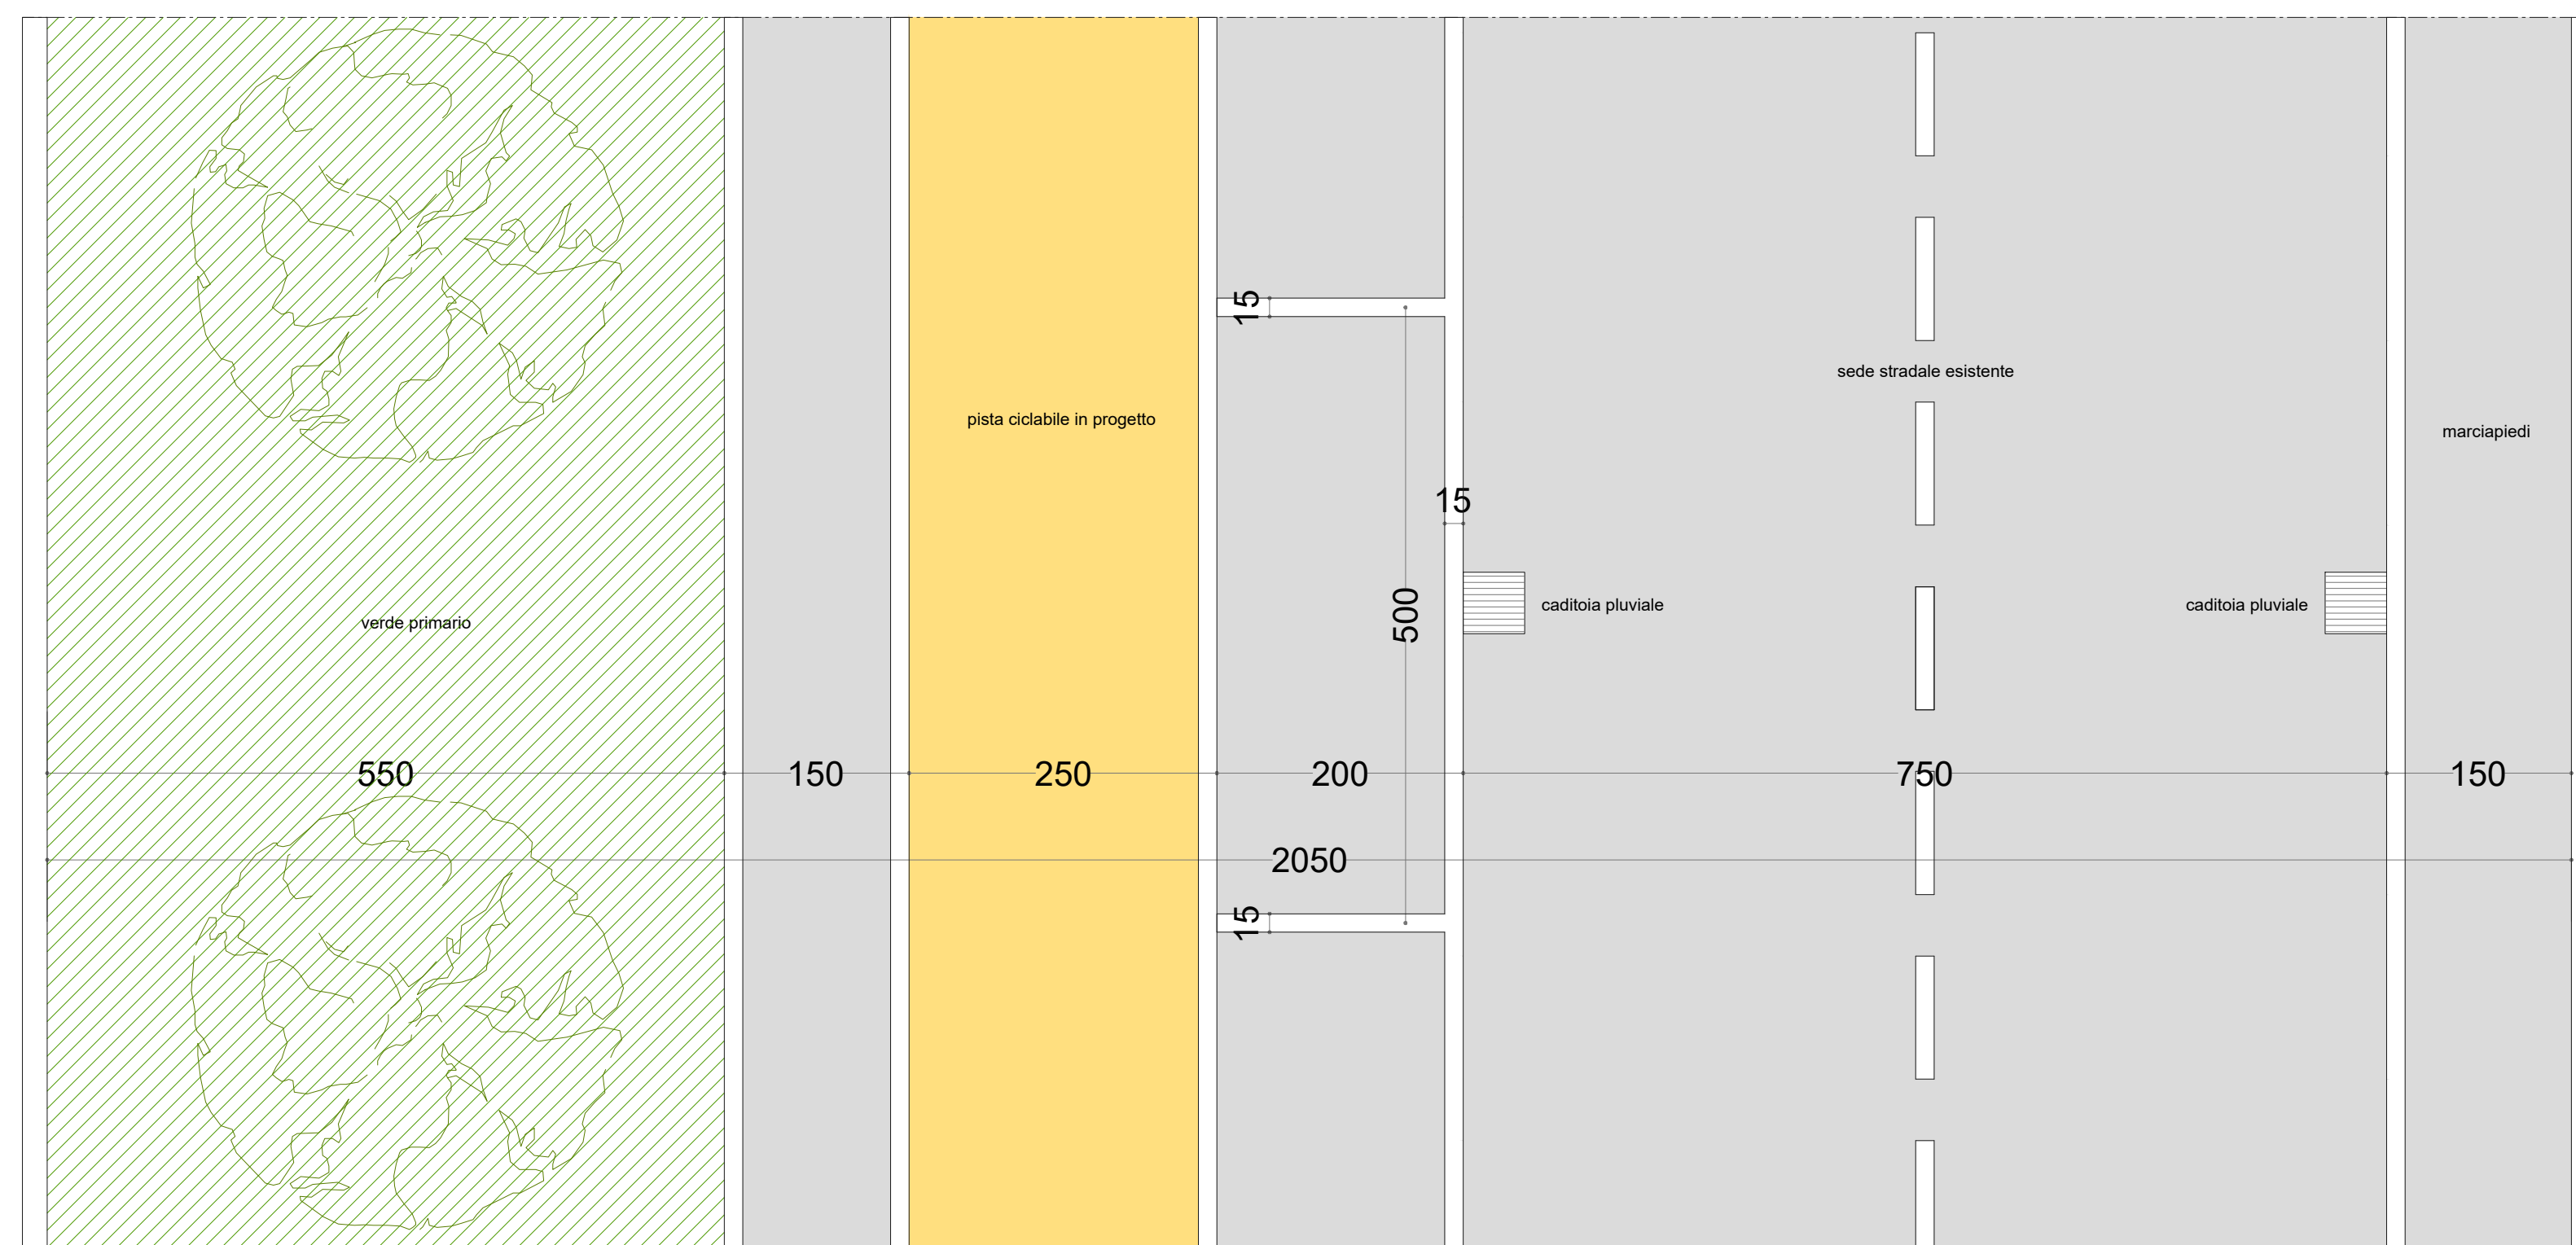 15
sede stradale esistente
pista ciclabile in progetto
marciapiedi
15
500
caditoia pluviale
caditoia pluviale
verde primario
550
150
250
200
750
150
2050
15